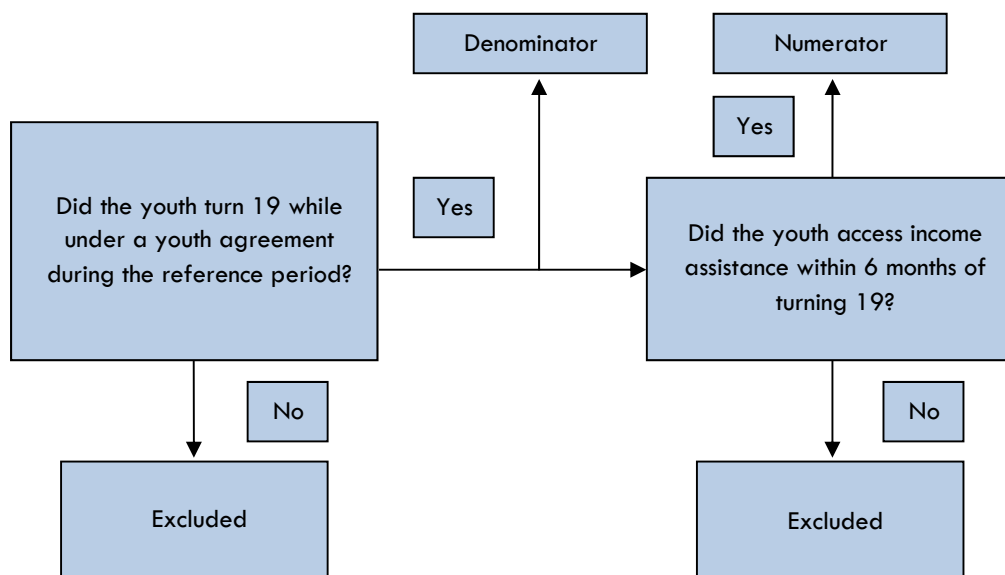 Denominator
Numerator
Yes
Did the youth turn 19 while
under a youth agreement
during the reference period?
Yes
Did the youth access income
assistance within 6 months of
turning 19?
No
No
Excluded
Excluded